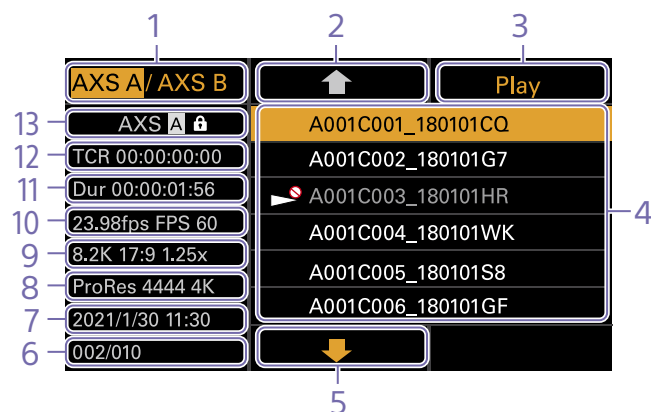 1 2 3
AXS A / AXS B
Play
13 AXS A
A001C001_180101CQ
12 TCR 00:00:00:00
A001C002_180101G7
11 Dur 00:00:01:56
A001C003_180101HR
4
10 23.98fps FPS 60
A001C004_180101WK
9 8.2K 17:9 1.25x
8 ProRes 4444 4K
A001C005_180101S8
7 2021/1/30 11:30
A001C006_180101GF
6 002/010
5